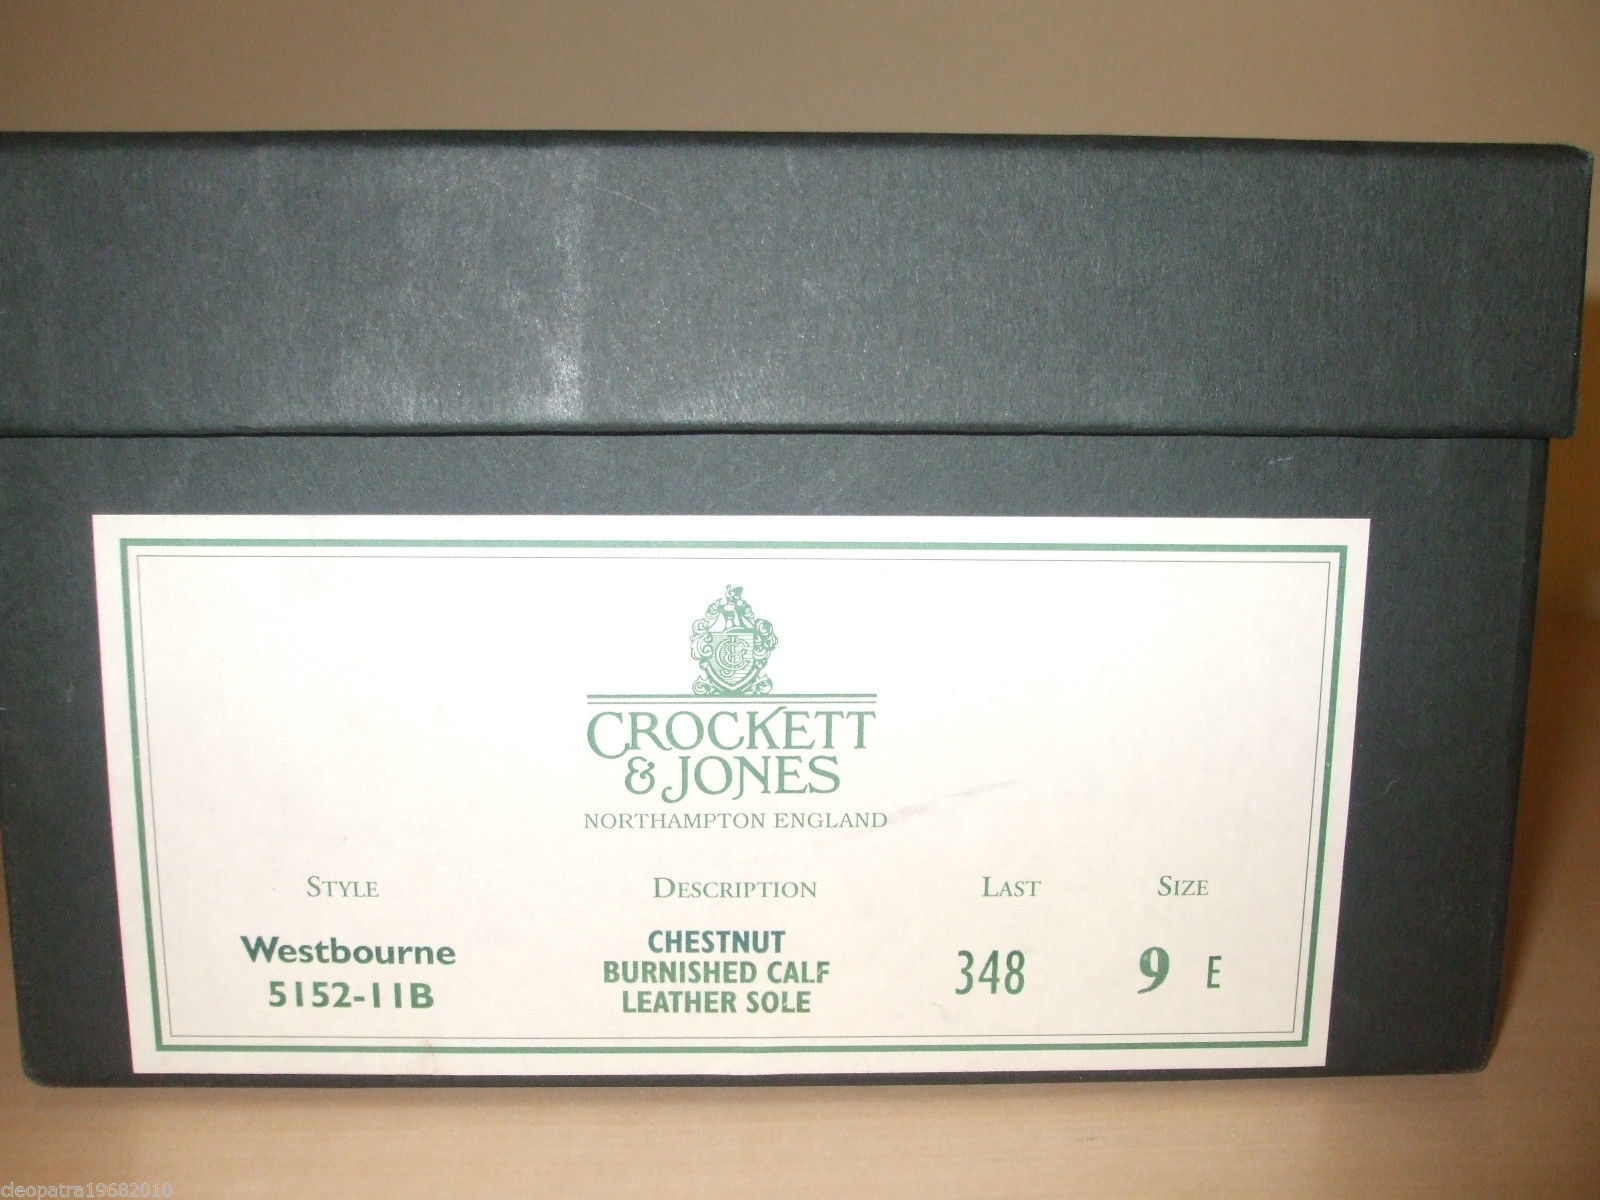 CROCKETT
& JONES
NORTHAMPTON ENGLAND
STYLE DESCRIPTION LAST SIZE
Westbourne
5152-11B
CHESTNUT
BURNISHED CALF
LEATHER SOLE
348
9 E
cleopatra19682010